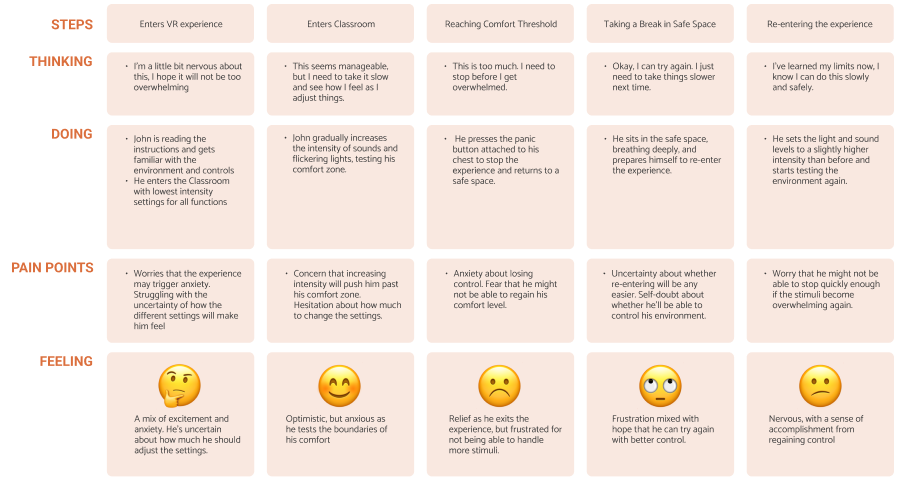 STEPS
Enters VR experience
Enters Classroom
Reaching Comfort Threshold
Taking a Break in Safe Space
Re-entering the experience
THINKING
• I'm a little bit nervous about
this, I hope it will not be too
overwhelming
• This seems manageable,
but I need to take it slow
and see how I feel as I
adjust things.
• This is too much. I need to
stop before I get
overwhelmed.
• Okay, I can try again. I just
need to take things slower
next time.
• I've learned my limits now, I
know I can do this slowly
and safely.
DOING
• John is reading the
instructions and gets
familiar with the
environment and controls
• He enters the Classroom
with lowest intensity
settings for all functions
• John gradually increases
the intensity of sounds and
flickering lights, testing his
comfort zone.
• He presses the panic
button attached to his
chest to stop the
experience and returns to a
safe space.
• He sits in the safe space,
breathing deeply, and
prepares himself to re-enter
the experience.
• He sets the light and sound
levels to a slightly higher
intensity than before and
starts testing the
environment again.
PAIN POINTS
• Worries that the experience
may trigger anxiety.
Struggling with the
uncertainty of how the
different settings will make
him feel
• Concern that increasing
intensity will push him past
his comfort zone.
Hesitation about how much
to change the settings.
• Anxiety about losing
control. Fear that he might
not be able to regain his
comfort level.
• Uncertainty about whether
re-entering will be any
easier. Self-doubt about
whether he'll be able to
control his environment.
• Worry that he might not be
able to stop quickly enough
if the stimuli become
overwhelming again.
FEELING
A mix of excitement and
anxiety. He's uncertain
about how much he should
adjust the settings.
Optimistic, but anxious as
he tests the boundaries of
his comfort
Relief as he exits the
experience, but frustrated for
not being able to handle
more stimuli.
Frustration mixed with
hope that he can try again
with better control.
Nervous, with a sense of
accomplishment from
regaining control